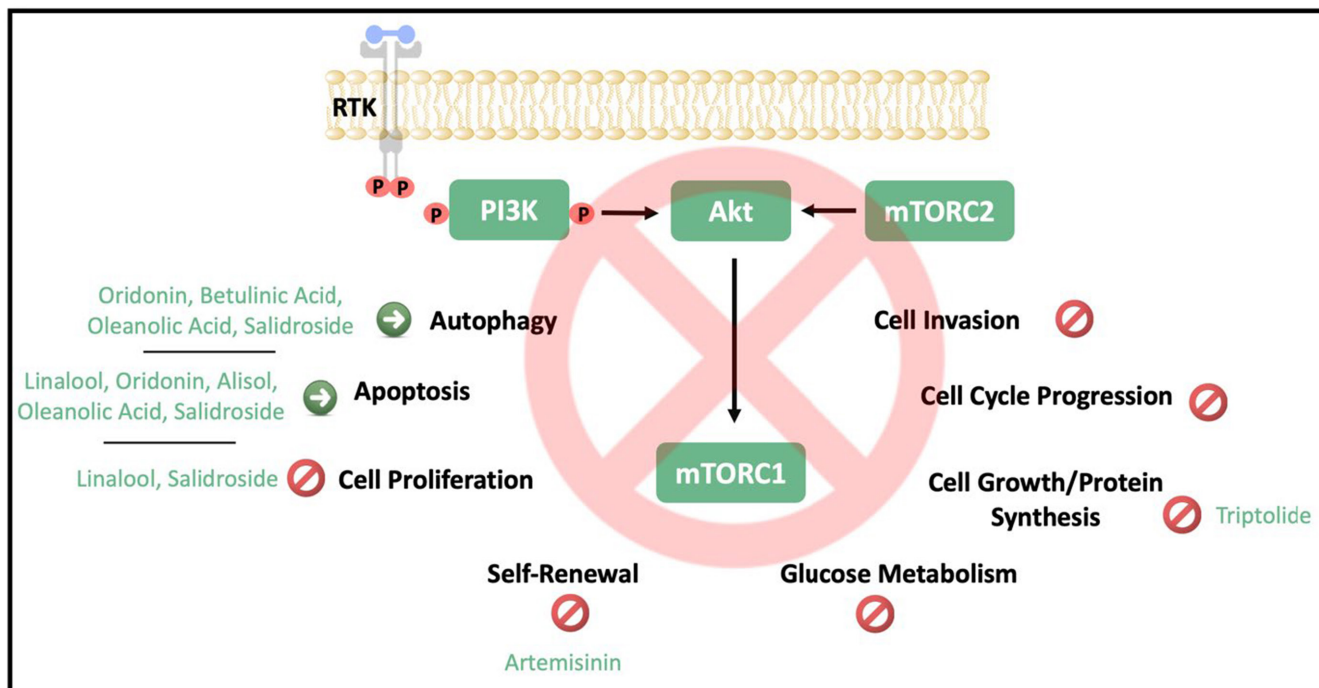 RTK
P P
P PI3K P Akt mTORC2
Oridonin, Betulinic Acid,
Oleanolic Acid, Salidroside
Autophagy
Cell Invasion
Linalool, Oridonin, Alisol,
Oleanolic Acid, Salidroside
Apoptosis
Cell Cycle Progression
Linalool, Salidroside
Cell Proliferation
mTORC1
Cell Growth/Protein
Synthesis
Triptolide
Self-Renewal
Artemisinin
Glucose Metabolism